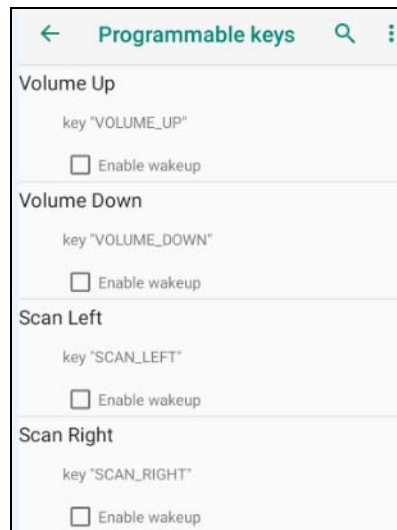 Programmable keys
Volume Up
key "VOLUME_UP"
Enable wakeup
Volume Down
key "VOLUME_DOWN"
Enable wakeup
Scan Left
key "SCAN_LEFT"
Enable wakeup
Scan Right
key "SCAN_RIGHT"
Enable wakeup